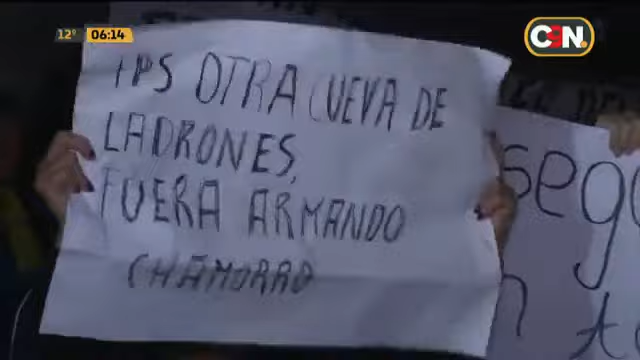 12°
06:14
C9N.
IPS OTRA CUEVA DE
LADRONES,
FUERA ARMANDO
CHAMORRO
seg